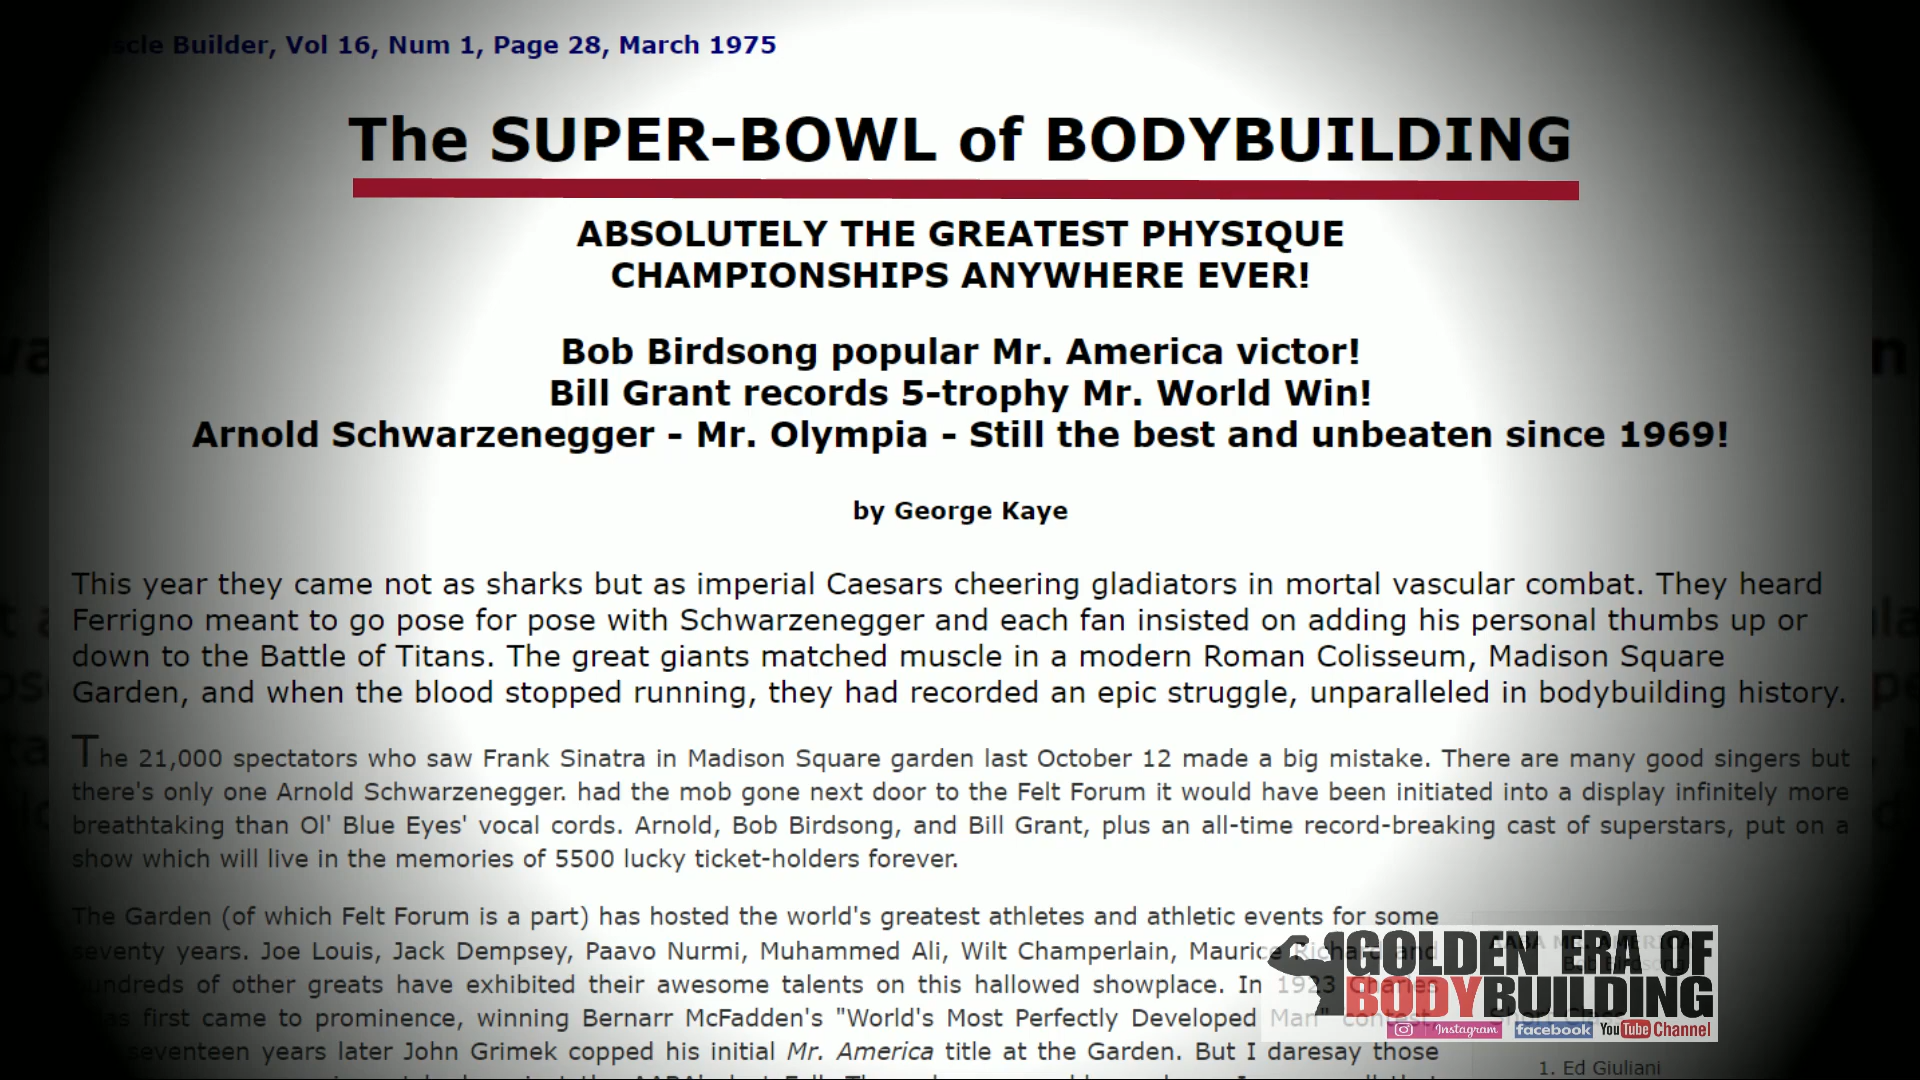 scle Builder, Vol 16, Num 1, Page 28, March 1975
The SUPER-BOWL of BODYBUILDING
ABSOLUTELY THE GREATEST PHYSIQUE
CHAMPIONSHIPS ANYWHERE EVER!
Bob Birdsong popular Mr. America victor!
Bill Grant records 5-trophy Mr. World Win!
Arnold Schwarzenegger - Mr. Olympia - Still the best and unbeaten since 1969!
by George Kaye
This year they came not as sharks but as imperial Caesars cheering gladiators in mortal vascular combat. They heard
Ferrigno meant to go pose for pose with Schwarzenegger and each fan insisted on adding his personal thumbs up or
down to the Battle of Titans. The great giants matched muscle in a modern Roman Colisseum, Madison Square
Garden, and when the blood stopped running, they had recorded an epic struggle, unparalleled in bodybuilding history.
The 21,000 spectators who saw Frank Sinatra in Madison Square garden last October 12 made a big mistake. There are many good singers but
there's only one Arnold Schwarzenegger. had the mob gone next door to the Felt Forum it would have been initiated into a display infinitely more
breathtaking than Ol' Blue Eyes' vocal cords. Arnold, Bob Birdsong, and Bill Grant, plus an all-time record-breaking cast of superstars, put on a
show which will live in the memories of 5500 lucky ticket-holders forever.
The Garden (of which Felt Forum is a part) has hosted the world's greatest athletes and athletic events for some
seventy years. Joe Louis, Jack Dempsey, Paavo Nurmi, Muhammed Ali, Wilt Champerlain, Maurice Richard and
hundreds of other greats have exhibited their awesome talents on this hallowed showplace. In 1923 Charles
first came to prominence, winning Bernarr McFadden's "World's Most Perfectly Developed Man" contest.
seventeen years later John Grimek copped his initial Mr. America title at the Garden. But I daresay those
AABA MR. AMERICA
Bob Birdsong
1. Ed Giuliani
GOLDEN ERA OF
BODYBUILDING
Instagram facebook YouTube Channel